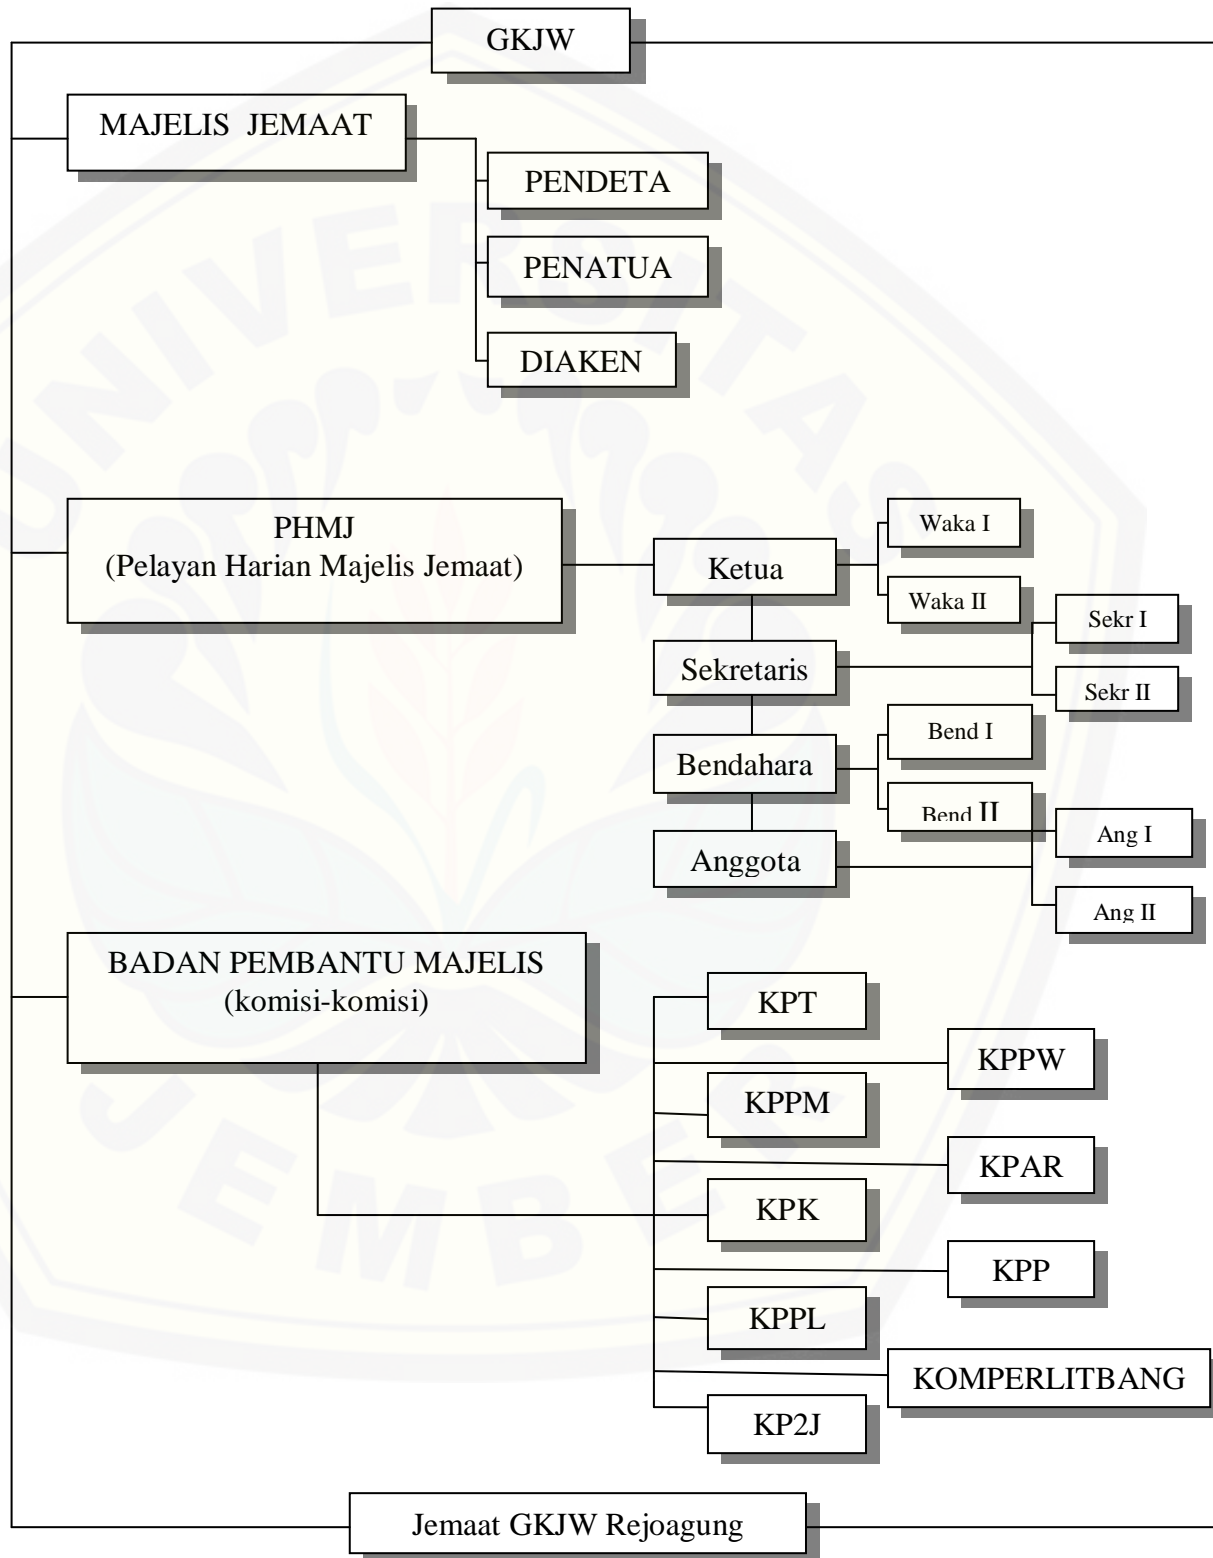 GKJW
MAJELIS JEMAAT
PENDETA
PENATUA
DIAKEN
PHMJ
(Pelayan Harian Majelis Jemaat)
Ketua
Waka I
Waka II
Sekretaris
Sekr I
Sekr II
Bendahara
Bend I
Bend II
Anggota
Ang I
Ang II
BADAN PEMBANTU MAJELIS
(komisi-komisi)
KPT
KPPW
KPPM
KPAR
KPK
KPP
KPPL
KOMPERLITBANG
KP2J
Jemaat GKJW Rejoagung
UNIVERSITAS
JEMBER